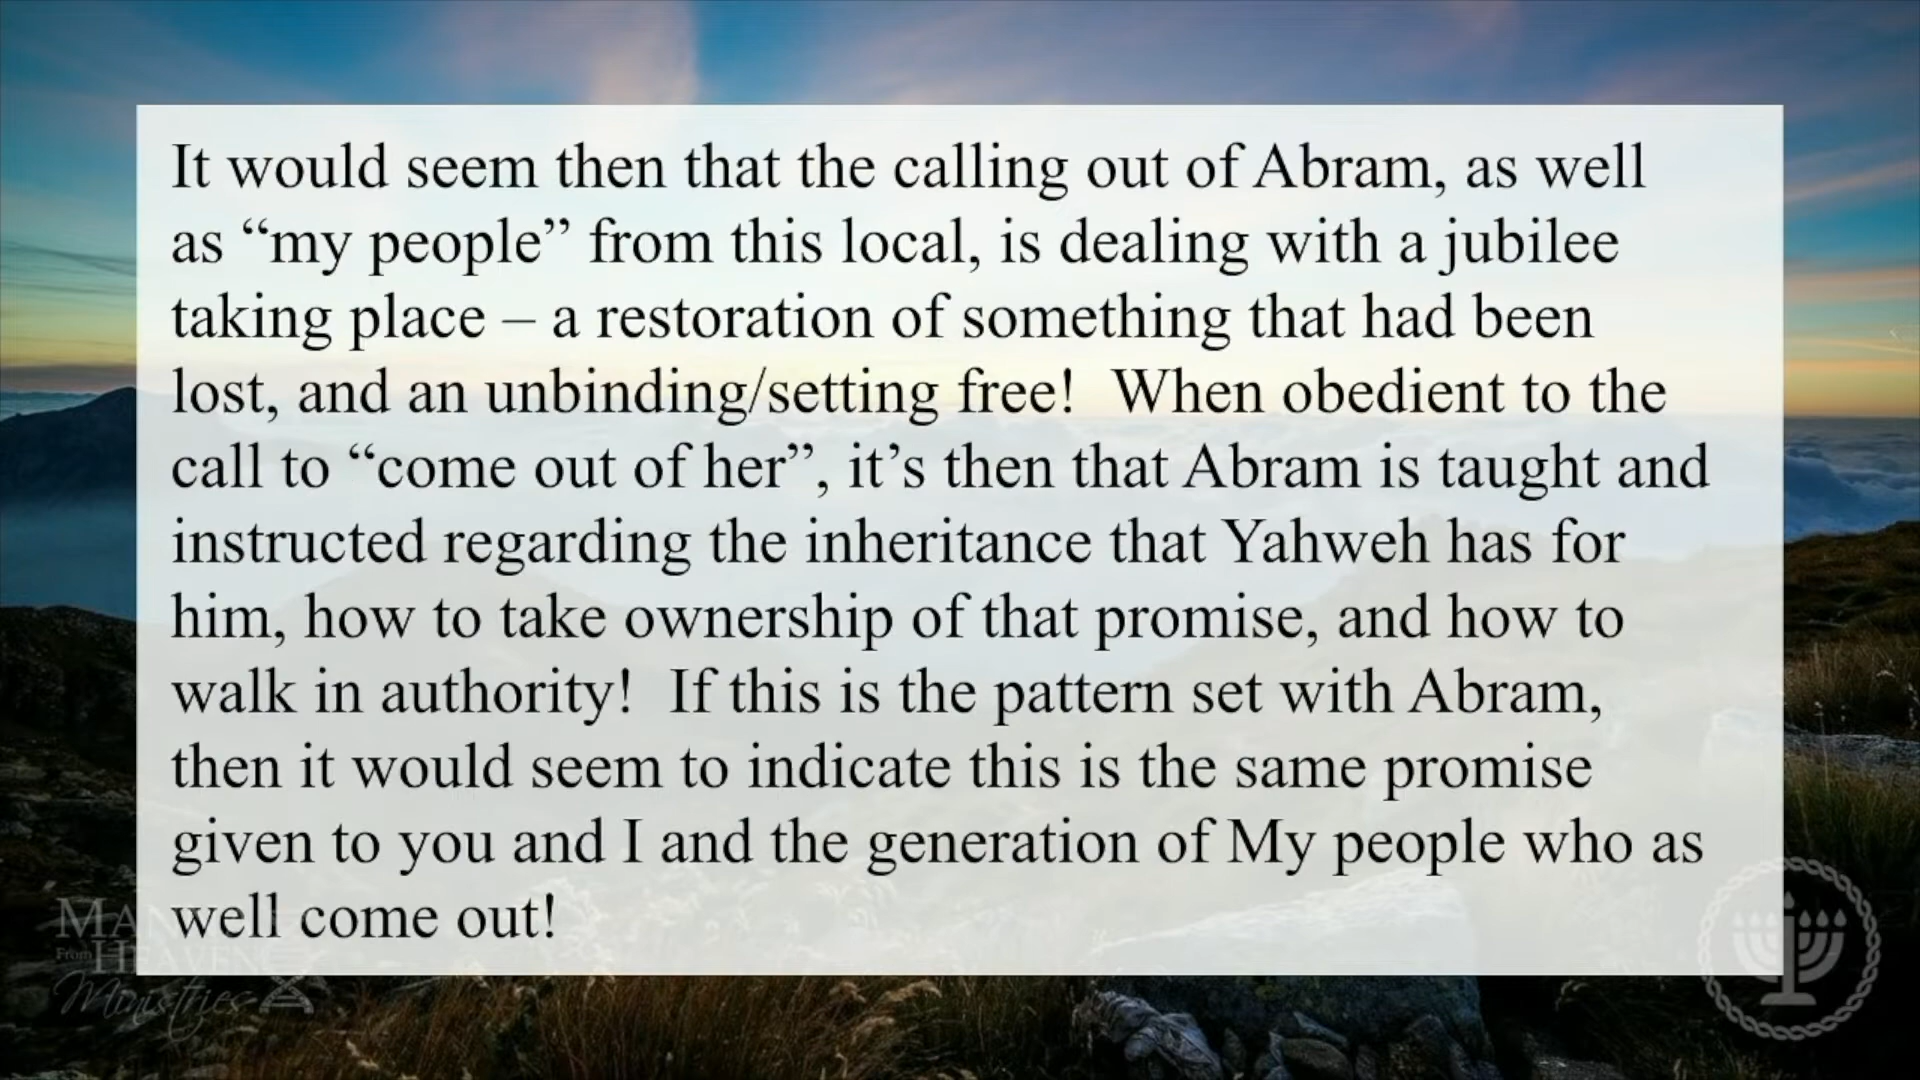 It would seem then that the calling out of Abram, as well
as “my people” from this local, is dealing with a jubilee
taking place – a restoration of something that had been
lost, and an unbinding/setting free!  When obedient to the
call to “come out of her”, it’s then that Abram is taught and
instructed regarding the inheritance that Yahweh has for
him, how to take ownership of that promise, and how to
walk in authority!  If this is the pattern set with Abram,
then it would seem to indicate this is the same promise
given to you and I and the generation of My people who as
well come out!
From HEAVEN
Ministries